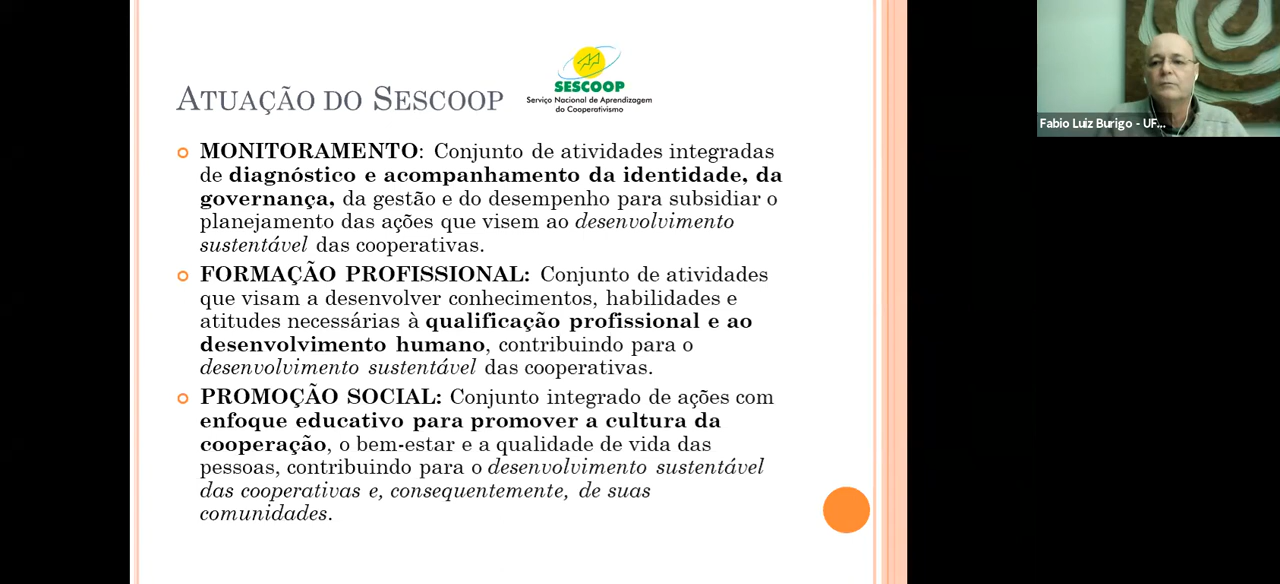 ATUAÇÃO DO SESCOOP
SESCOOP
Serviço Nacional de Aprendizagem
do Cooperativismo
MONITORAMENTO: Conjunto de atividades integradas
de diagnóstico e acompanhamento da identidade, da
governança, da gestão e do desempenho para subsidiar o
planejamento das ações que visem ao desenvolvimento
sustentável das cooperativas.
FORMAÇÃO PROFISSIONAL: Conjunto de atividades
que visam a desenvolver conhecimentos, habilidades e
atitudes necessárias à qualificação profissional e ao
desenvolvimento humano, contribuindo para o
desenvolvimento sustentável das cooperativas.
PROMOÇÃO SOCIAL: Conjunto integrado de ações com
enfoque educativo para promover a cultura da
cooperação, o bem-estar e a qualidade de vida das
pessoas, contribuindo para o desenvolvimento sustentável
das cooperativas e, consequentemente, de suas
comunidades.
Fabio Luiz Burigo - UF...